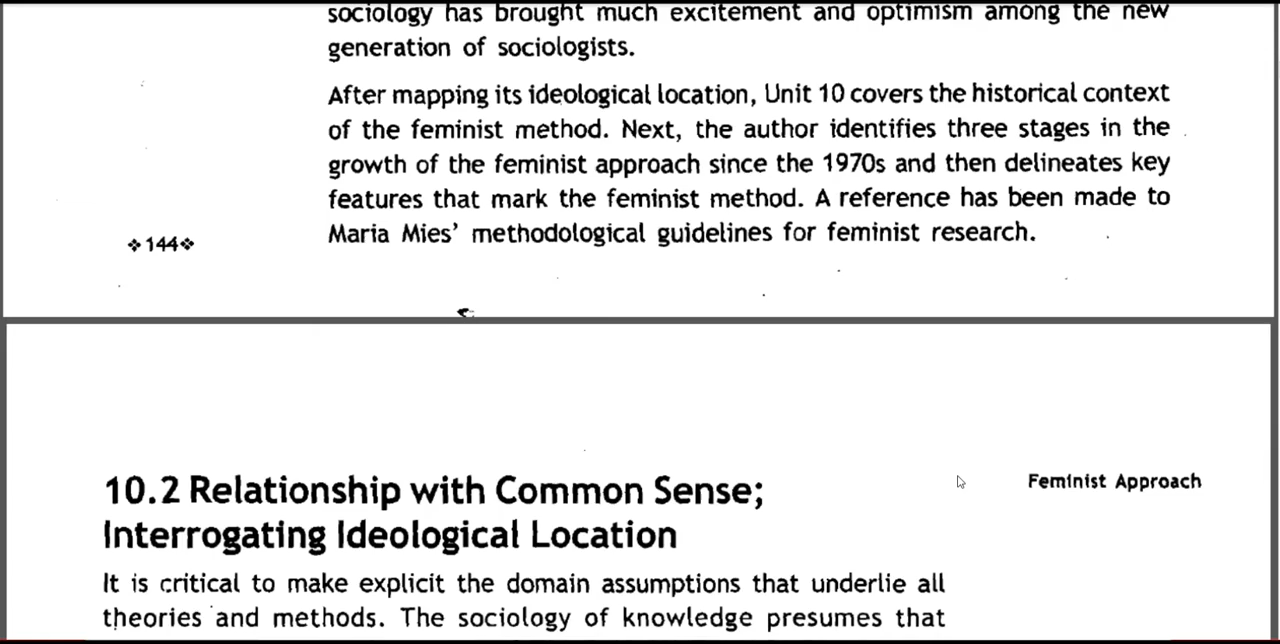 sociology has brought much excitement and optimism among the new
generation of sociologists.
After mapping its ideological location, Unit 10 covers the historical context
of the feminist method. Next, the author identifies three stages in the
growth of the feminist approach since the 1970s and then delineates key
features that mark the feminist method. A reference has been made to
Maria Mies’ methodological guidelines for feminist research.
❖144❖
Feminist Approach
10.2 Relationship with Common Sense;
Interrogating Ideological Location
It is critical to make explicit the domain assumptions that underlie all
theories and methods. The sociology of knowledge presumes that